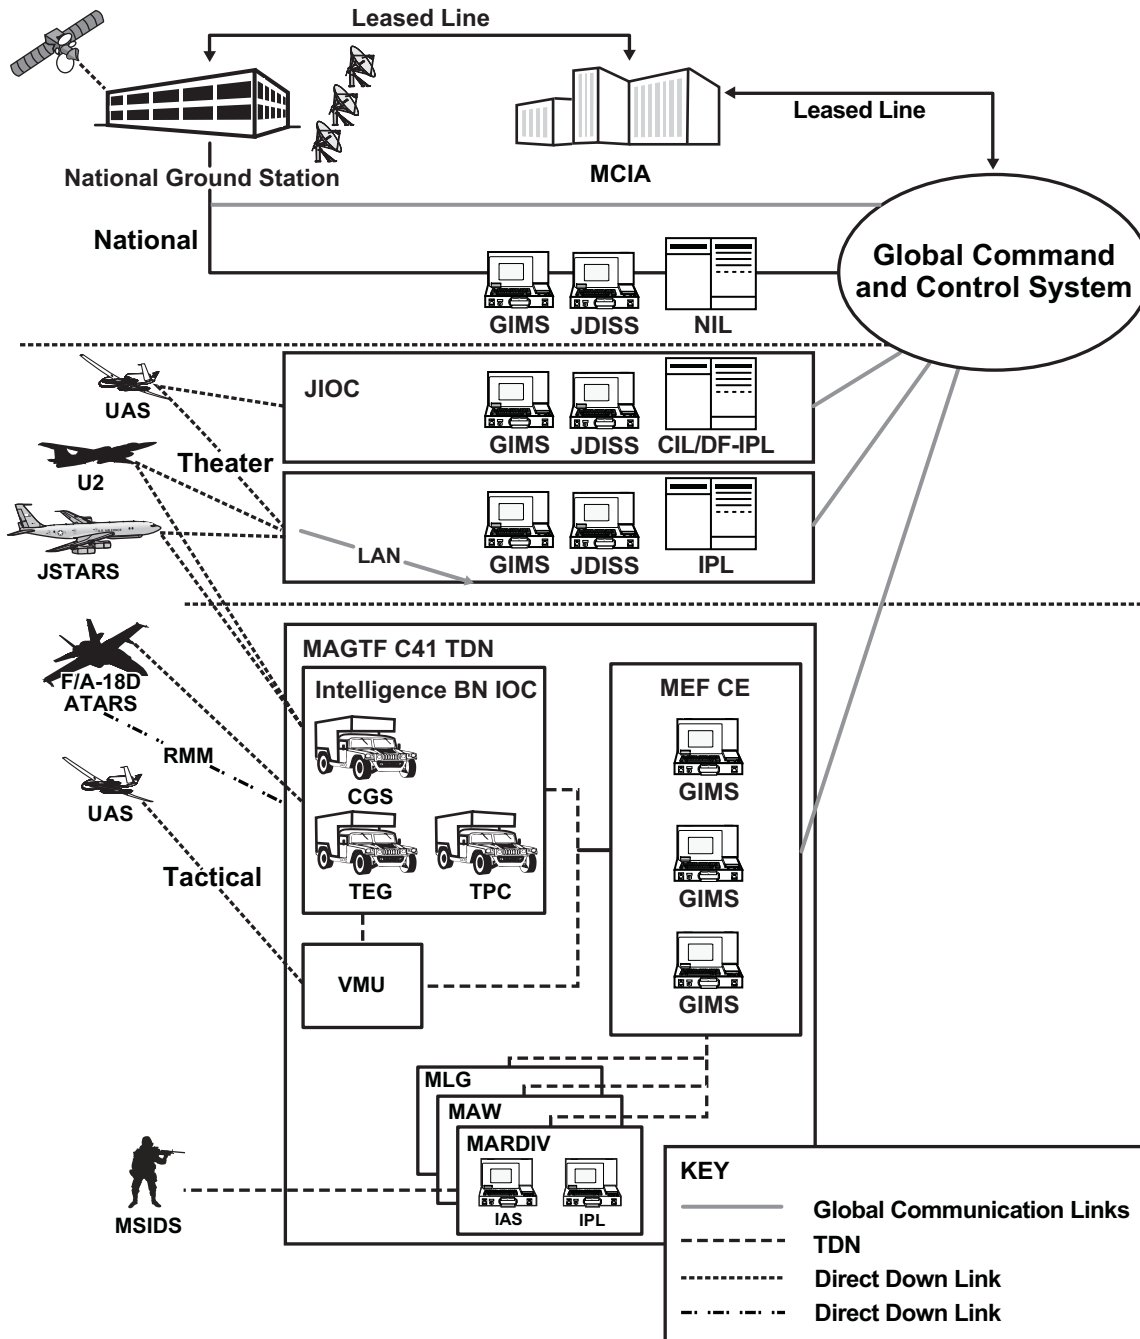 Leased Line
Leased Line
National Ground Station
MCIA
National
Global Command
and Control System
GIMS
JDISS
NIL
UAS
JIOC
GIMS
JDISS
CIL/DF-IPL
Theater
U2
LAN
GIMS
JDISS
IPL
JSTARS
MAGTF C41 TDN
F/A-18D
ATARS
Intelligence BN IOC
MEF CE
RMM
CGS
GIMS
UAS
Tactical
TEG
TPC
GIMS
VMU
GIMS
MLG
MAW
MARDIV
IAS
IPL
MSIDS
KEY
Global Communication Links
TDN
Direct Down Link
Direct Down Link